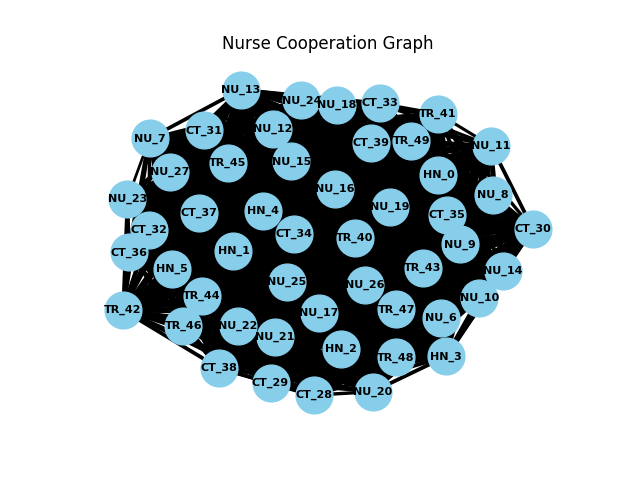 Nurse Cooperation Graph
NU_13
NU_24
NU_18
CT_33
TR_41
NU_7
CT_31
NU_12
CT_39
TR_49
NU_11
NU_27
TR_45
NU_15
HN_0
NU_23
NU_16
NU_8
CT_37
HN_4
NU_19
CT_35
CT_32
CT_34
TR_40
NU_9
CT_30
CT_36
HN_1
HN_5
TR_43
NU_14
TR_44
NU_25
NU_26
NU_10
TR_42
TR_46
NU_22
NU_21
NU_17
TR_47
NU_6
CT_38
HN_2
TR_48
HN_3
CT_29
CT_28
NU_20